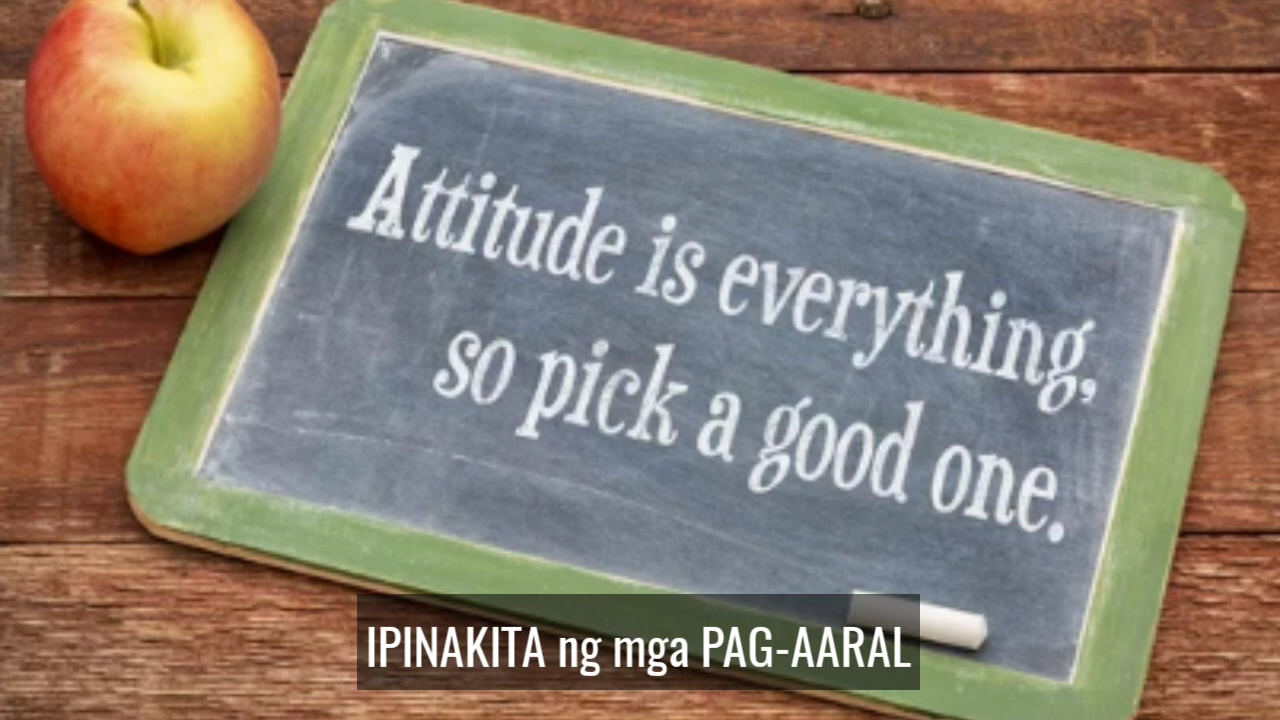 Attitude is everything,
so pick a good one.
IPINAKITA ng mga PAG-AARAL